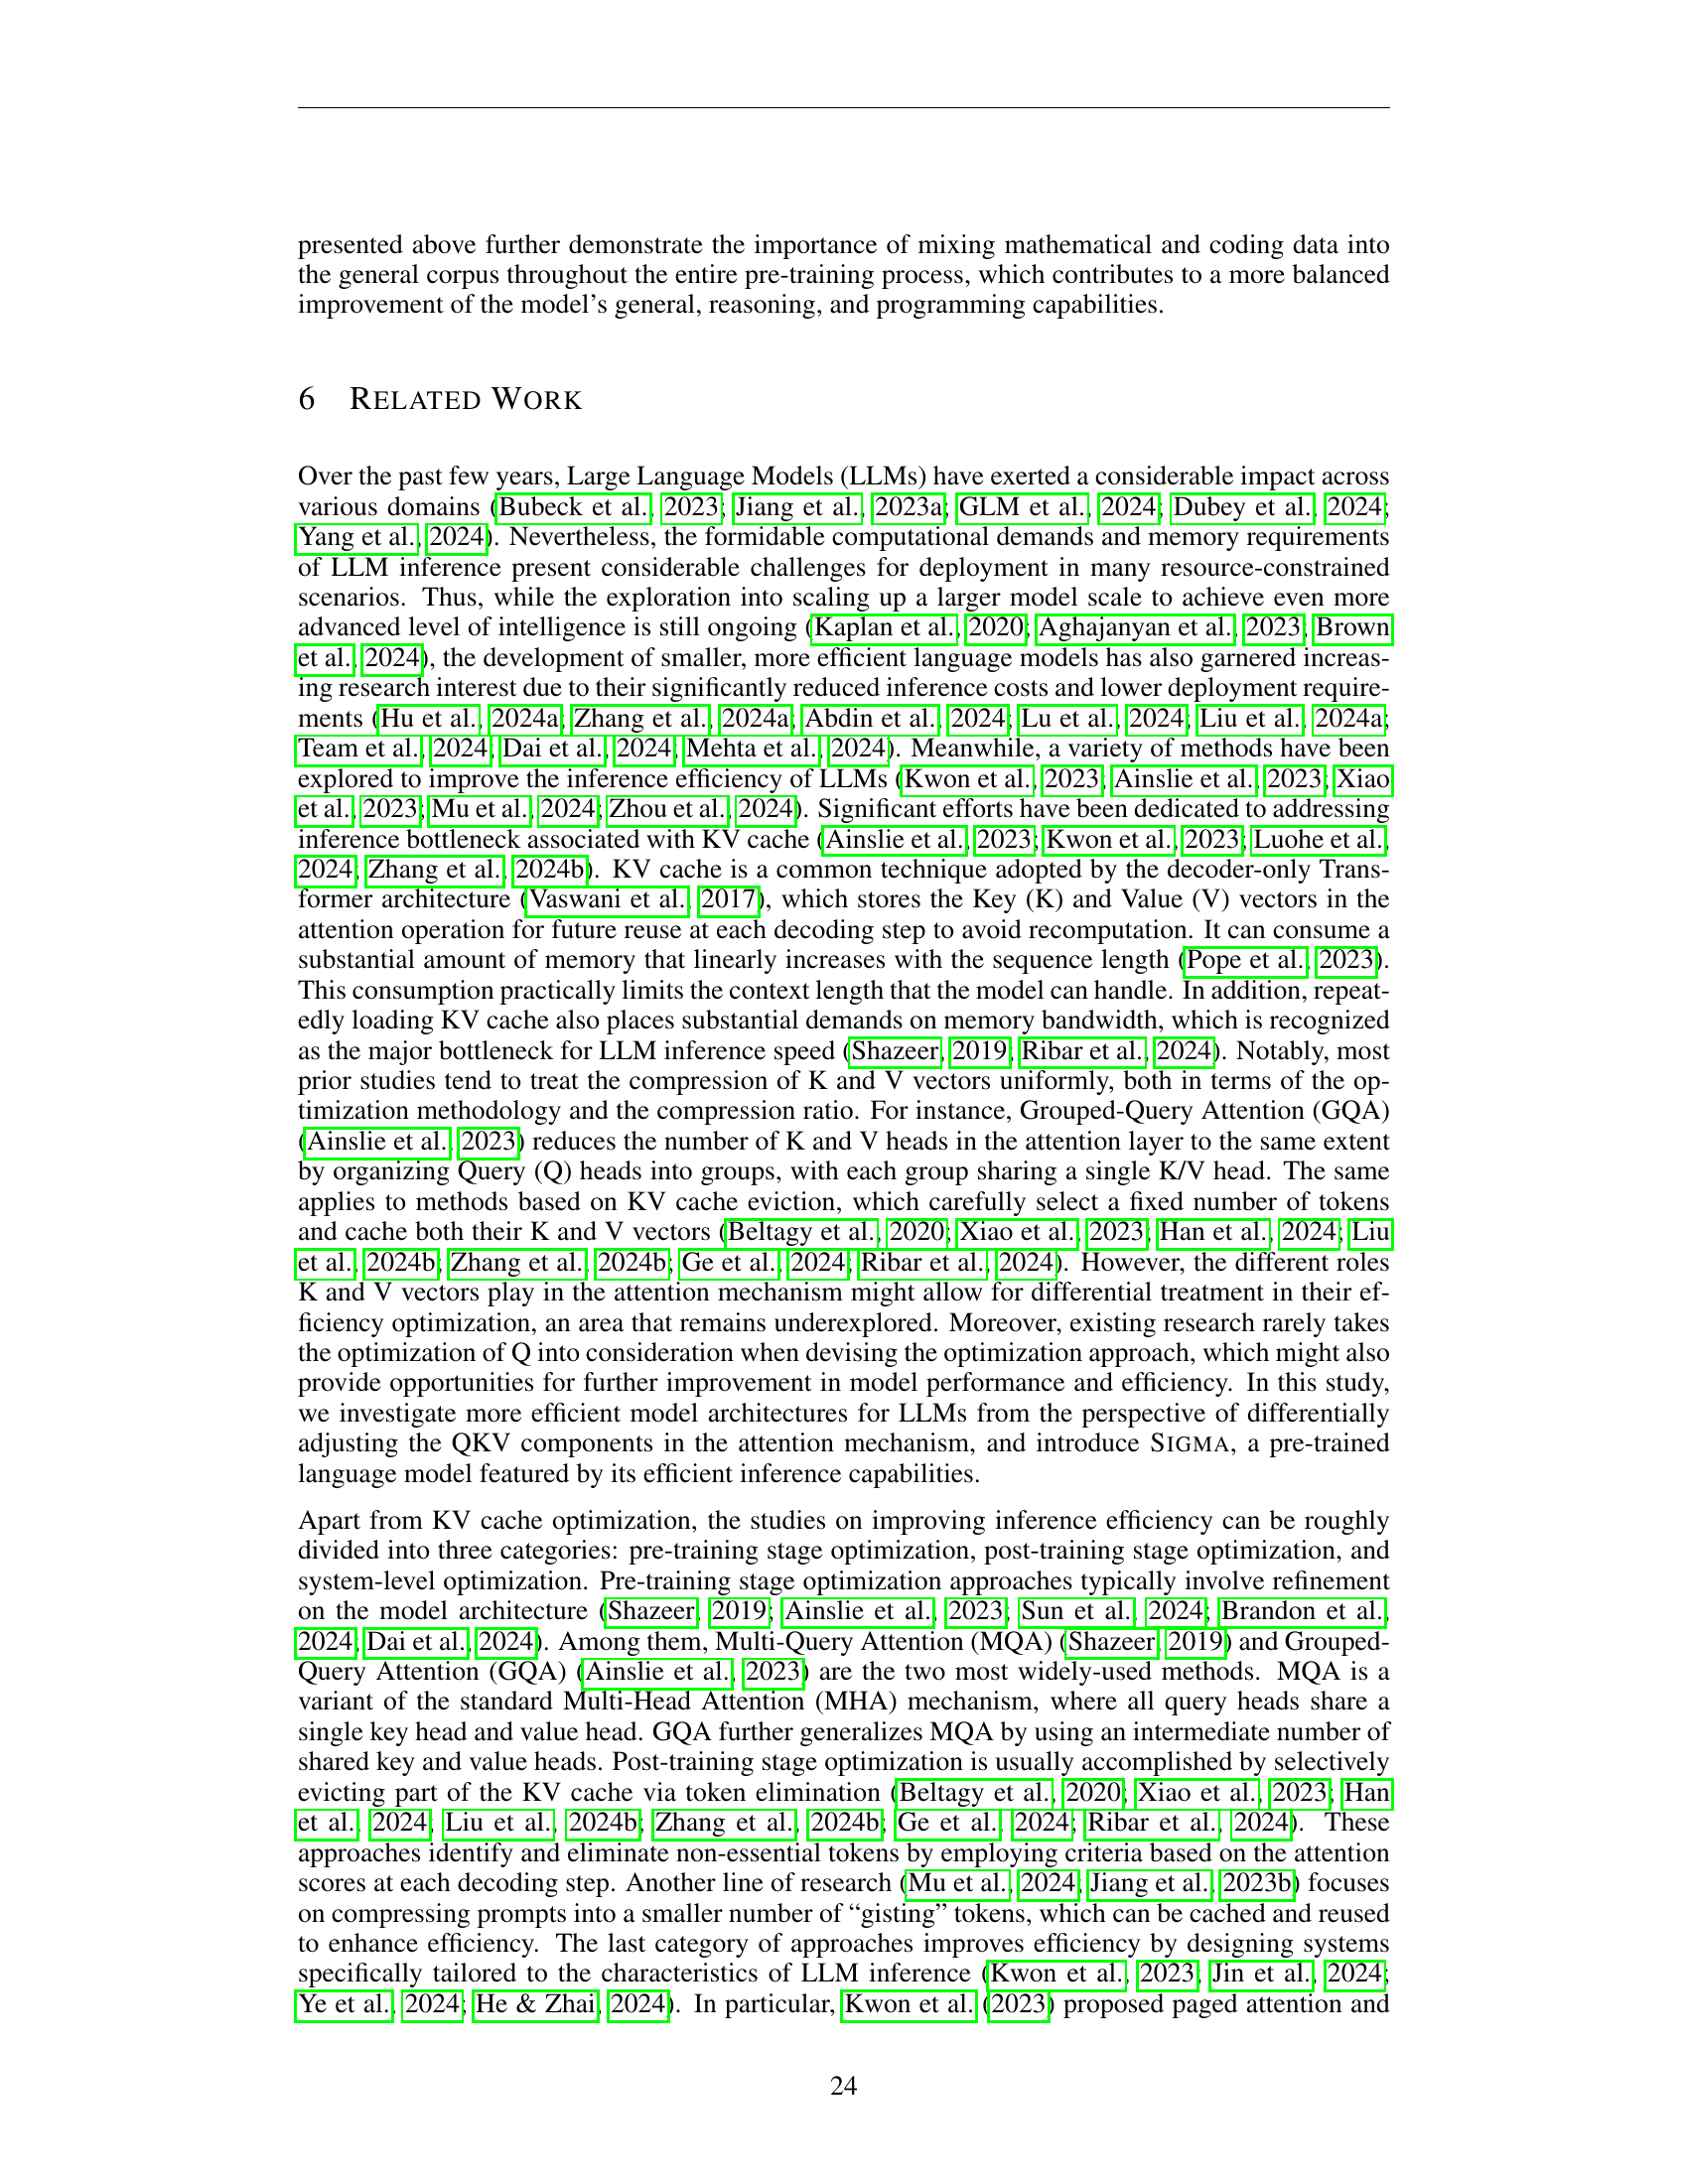 presented above further demonstrate the importance of mixing mathematical and coding data into
the general corpus throughout the entire pre-training process, which contributes to a more balanced
improvement of the model's general, reasoning, and programming capabilities.
6 RELATED WORK
Over the past few years, Large Language Models (LLMs) have exerted a considerable impact across
various domains (Bubeck et al., 2023; Jiang et al., 2023a; GLM et al., 2024; Dubey et al., 2024;
Yang et al., 2024). Nevertheless, the formidable computational demands and memory requirements
of LLM inference present considerable challenges for deployment in many resource-constrained
scenarios. Thus, while the exploration into scaling up a larger model scale to achieve even more
advanced level of intelligence is still ongoing (Kaplan et al., 2020; Aghajanyan et al., 2023; Brown
et al., 2024), the development of smaller, more efficient language models has also garnered increas-
ing research interest due to their significantly reduced inference costs and lower deployment require-
ments (Hu et al., 2024a; Zhang et al., 2024a; Abdin et al., 2024; Lu et al., 2024; Liu et al., 2024a;
Team et al., 2024; Dai et al., 2024; Mehta et al., 2024). Meanwhile, a variety of methods have been
explored to improve the inference efficiency of LLMs (Kwon et al., 2023; Ainslie et al., 2023; Xiao
et al., 2023; Mu et al., 2024; Zhou et al., 2024). Significant efforts have been dedicated to addressing
inference bottleneck associated with KV cache (Ainslie et al., 2023; Kwon et al., 2023; Luohe et al.,
2024; Zhang et al., 2024b). KV cache is a common technique adopted by the decoder-only Trans-
former architecture (Vaswani et al., 2017), which stores the Key (K) and Value (V) vectors in the
attention operation for future reuse at each decoding step to avoid recomputation. It can consume a
substantial amount of memory that linearly increases with the sequence length (Pope et al., 2023).
This consumption practically limits the context length that the model can handle. In addition, repeat-
edly loading KV cache also places substantial demands on memory bandwidth, which is recognized
as the major bottleneck for LLM inference speed (Shazeer, 2019; Ribar et al., 2024). Notably, most
prior studies tend to treat the compression of K and V vectors uniformly, both in terms of the op-
timization methodology and the compression ratio. For instance, Grouped-Query Attention (GQA)
(Ainslie et al., 2023) reduces the number of K and V heads in the attention layer to the same extent
by organizing Query (Q) heads into groups, with each group sharing a single K/V head. The same
applies to methods based on KV cache eviction, which carefully select a fixed number of tokens
and cache both their K and V vectors (Beltagy et al., 2020; Xiao et al., 2023; Han et al., 2024; Liu
et al., 2024b; Zhang et al., 2024b; Ge et al., 2024; Ribar et al., 2024). However, the different roles
K and V vectors play in the attention mechanism might allow for differential treatment in their ef-
ficiency optimization, an area that remains underexplored. Moreover, existing research rarely takes
the optimization of Q into consideration when devising the optimization approach, which might also
provide opportunities for further improvement in model performance and efficiency. In this study,
we investigate more efficient model architectures for LLMs from the perspective of differentially
adjusting the QKV components in the attention mechanism, and introduce SIGMA, a pre-trained
language model featured by its efficient inference capabilities.
Apart from KV cache optimization, the studies on improving inference efficiency can be roughly
divided into three categories: pre-training stage optimization, post-training stage optimization, and
system-level optimization. Pre-training stage optimization approaches typically involve refinement
on the model architecture (Shazeer, 2019; Ainslie et al., 2023; Sun et al., 2024; Brandon et al.,
2024; Dai et al., 2024). Among them, Multi-Query Attention (MQA) (Shazeer, 2019) and Grouped-
Query Attention (GQA) (Ainslie et al., 2023) are the two most widely-used methods. MQA is a
variant of the standard Multi-Head Attention (MHA) mechanism, where all query heads share a
single key head and value head. GQA further generalizes MQA by using an intermediate number of
shared key and value heads. Post-training stage optimization is usually accomplished by selectively
evicting part of the KV cache via token elimination (Beltagy et al., 2020; Xiao et al., 2023; Han
et al., 2024; Liu et al., 2024b; Zhang et al., 2024b; Ge et al., 2024; Ribar et al., 2024). These
approaches identify and eliminate non-essential tokens by employing criteria based on the attention
scores at each decoding step. Another line of research (Mu et al., 2024; Jiang et al., 2023b) focuses
on compressing prompts into a smaller number of “gisting” tokens, which can be cached and reused
to enhance efficiency. The last category of approaches improves efficiency by designing systems
specifically tailored to the characteristics of LLM inference (Kwon et al., 2023; Jin et al., 2024;
Ye et al., 2024; He & Zhai, 2024). In particular, Kwon et al. (2023) proposed paged attention and
24